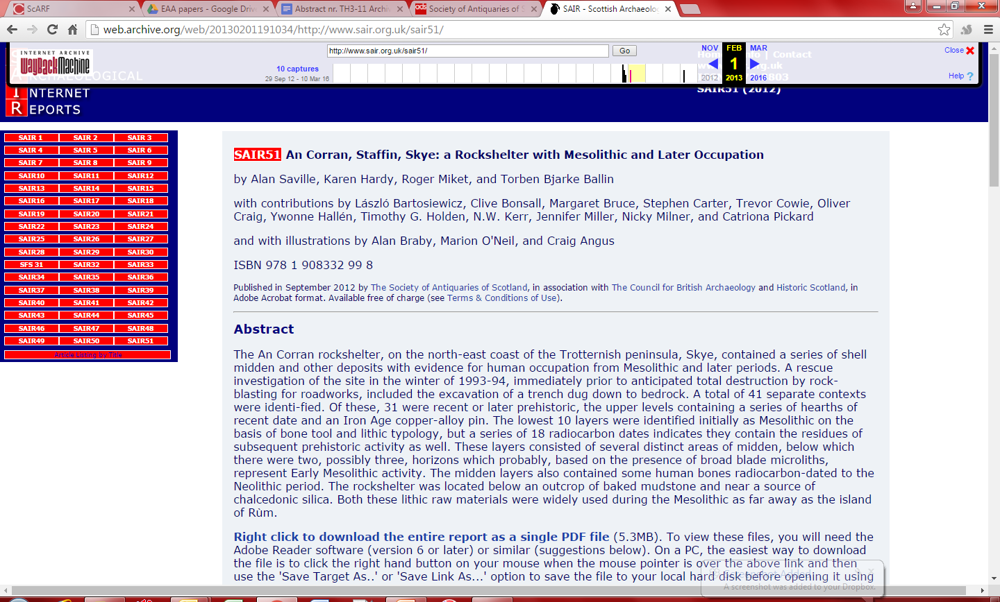 ScARF
EAA papers - Google Drive
Abstract nr. TH3-11 Archi
Society of Antiquaries of S
SAIR - Scottish Archaeolog
web.archive.org/web/20130201191034/http://www.sair.org.uk/sair51/
INTERNET ARCHIVE
WayBackMachine
http://www.sair.org.uk/sair51/
Go
10 captures
29 Sep 12 - 10 Mar 16
NOV FEB MAR
1
2012 2013 2016
Close
Help
Contact
ARCHAEOLOGICAL
INTERNET
REPORTS
SAIR51 (2012)
SAIR 1 SAIR 2 SAIR 3
SAIR 4 SAIR 5 SAIR 6
SAIR 7 SAIR 8 SAIR 9
SAIR10 SAIR11 SAIR12
SAIR13 SAIR14 SAIR15
SAIR16 SAIR17 SAIR18
SAIR19 SAIR20 SAIR21
SAIR22 SAIR23 SAIR24
SAIR25 SAIR26 SAIR27
SAIR28 SAIR29 SAIR30
SFS 31 SAIR32 SAIR33
SAIR34 SAIR35 SAIR36
SAIR37 SAIR38 SAIR39
SAIR40 SAIR41 SAIR42
SAIR43 SAIR44 SAIR45
SAIR46 SAIR47 SAIR48
SAIR49 SAIR50 SAIR51
Article Listing by Title
SAIR51 An Corran, Staffin, Skye: a Rockshelter with Mesolithic and Later Occupation
by Alan Saville, Karen Hardy, Roger Miket, and Torben Bjarke Ballin
with contributions by László Bartosiewicz, Clive Bonsall, Margaret Bruce, Stephen Carter, Trevor Cowie, Oliver
Craig, Ywonne Hallén, Timothy G. Holden, N.W. Kerr, Jennifer Miller, Nicky Milner, and Catriona Pickard
and with illustrations by Alan Braby, Marion O'Neil, and Craig Angus
ISBN 978 1 908332 99 8
Published in September 2012 by The Society of Antiquaries of Scotland, in association with The Council for British Archaeology and Historic Scotland, in
Adobe Acrobat format. Available free of charge (see Terms & Conditions of Use).
Abstract
The An Corran rockshelter, on the north-east coast of the Trotternish peninsula, Skye, contained a series of shell
midden and other deposits with evidence for human occupation from Mesolithic and later periods. A rescue
investigation of the site in the winter of 1993-94, immediately prior to anticipated total destruction by rock-
blasting for roadworks, included the excavation of a trench dug down to bedrock. A total of 41 separate contexts
were identi-fied. Of these, 31 were recent or later prehistoric, the upper levels containing a series of hearths of
recent date and an Iron Age copper-alloy pin. The lowest 10 layers were identified initially as Mesolithic on the
basis of bone tool and lithic typology, but a series of 18 radiocarbon dates indicates they contain the residues of
subsequent prehistoric activity as well. These layers consisted of several distinct areas of midden, below which
there were two, possibly three, horizons which probably, based on the presence of broad blade microliths,
represent Early Mesolithic activity. The midden layers also contained some human bones radiocarbon-dated to the
Neolithic period. The rockshelter was located below an outcrop of baked mudstone and near a source of
chalcedonic silica. Both these lithic raw materials were widely used during the Mesolithic as far away as the island
of Rùm.
Right click to download the entire report as a single PDF file (5.3MB). To view these files, you will need the
Adobe Reader software (version 6 or later) or similar (suggestions below). On a PC, the easiest way to download
the file is to click the right hand button on your mouse when the mouse pointer is over the above link and then
use the 'Save Target As..' or 'Save Link As...' option to save the file to your local hard disk before opening it using
Screenshot Added
A screenshot was added to your Dropbox.